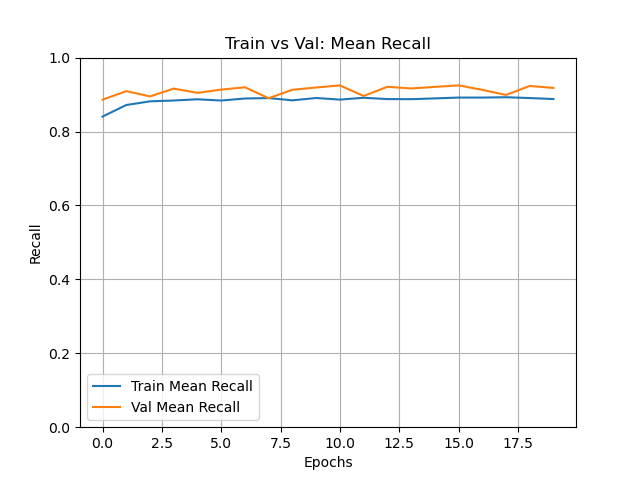 Train vs Val: Mean Recall
1.0
0.8
0.6
0.4
0.2
0.0
Recall
Train Mean Recall
Val Mean Recall
0.0 2.5 5.0 7.5 10.0 12.5 15.0 17.5
Epochs